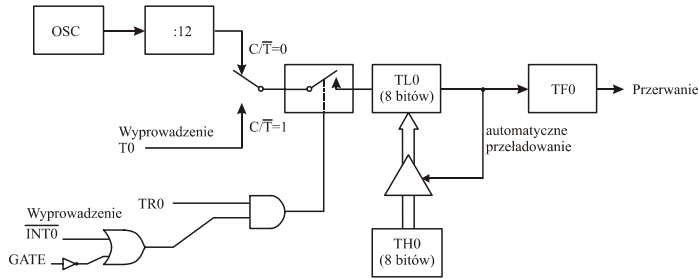 OSC
:12
C/T̅=0
TL0
(8 bitów)
TF0
Przerwanie
Wyprowadzenie
T0
C/T̅=1
automatyczne
przeładowanie
TR0
Wyprowadzenie
I̅N̅T̅0̅
GATE
TH0
(8 bitów)